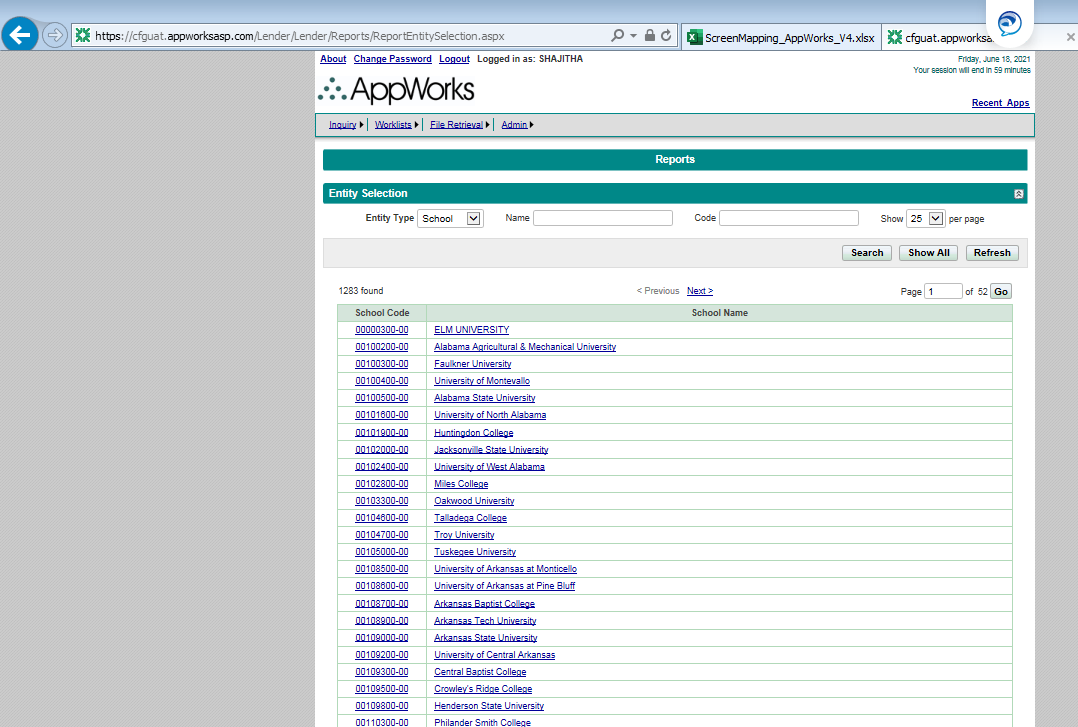 https://cfguat.appworksasp.com/Lender/Lender/Reports/ReportEntitySelection.aspx
ScreenMapping_AppWorks_V4.xlsx
cfguat.appworksa
About Change Password Logout Logged in as: SHAJITHA
Friday, June 18, 2021
Your session will end in 59 minutes
AppWorks
Recent Apps
Inquiry Worklists File Retrieval Admin
Reports
Entity Selection
Entity Type School Name Code Show 25 per page
Search Show All Refresh
1283 found < Previous Next > Page 1 of 52 Go
School Code School Name
00000300-00 ELM UNIVERSITY
00100200-00 Alabama Agricultural & Mechanical University
00100300-00 Faulkner University
00100400-00 University of Montevallo
00100500-00 Alabama State University
00101600-00 University of North Alabama
00101900-00 Huntingdon College
00102000-00 Jacksonville State University
00102400-00 University of West Alabama
00102800-00 Miles College
00103300-00 Oakwood University
00104600-00 Talladega College
00104700-00 Troy University
00105000-00 Tuskegee University
00108500-00 University of Arkansas at Monticello
00108600-00 University of Arkansas at Pine Bluff
00108700-00 Arkansas Baptist College
00108900-00 Arkansas Tech University
00109000-00 Arkansas State University
00109200-00 University of Central Arkansas
00109300-00 Central Baptist College
00109500-00 Crowley's Ridge College
00109800-00 Henderson State University
00110300-00 Philander Smith College